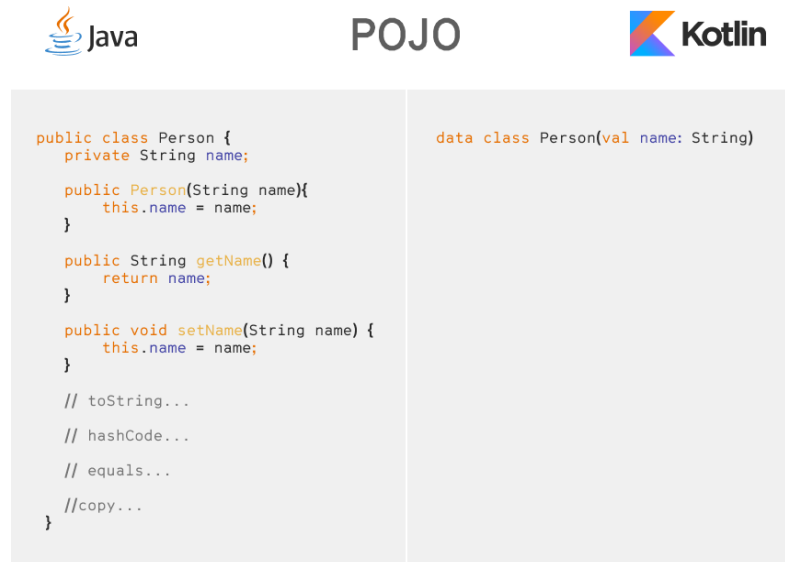 Java
POJO
Kotlin
public class Person {
private String name;
public Person(String name){
this.name = name;
}
public String getName() {
return name;
}
public void setName(String name) {
this.name = name;
}
// toString...
// hashCode...
// equals...
//copy...
}
data class Person(val name: String)